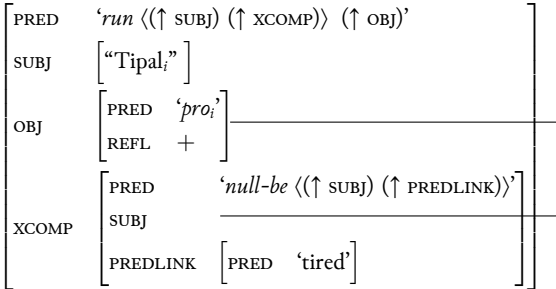 PRED ‘run ⟨(↑ SUBJ) (↑ XCOMP)⟩ (↑ OBJ)’
SUBJ [“Tipalᵢ”]
PRED ‘proᵢ’
OBJ
REFL +
PRED ‘null-be ⟨(↑ SUBJ) (↑ PREDLINK)⟩’
SUBJ
XCOMP
PREDLINK [PRED ‘tired’]